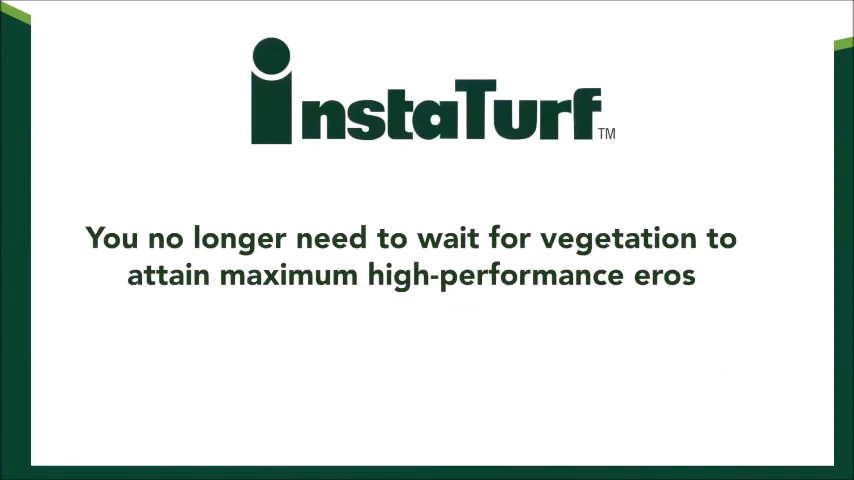 instaTurf™
You no longer need to wait for vegetation to
attain maximum high-performance eros